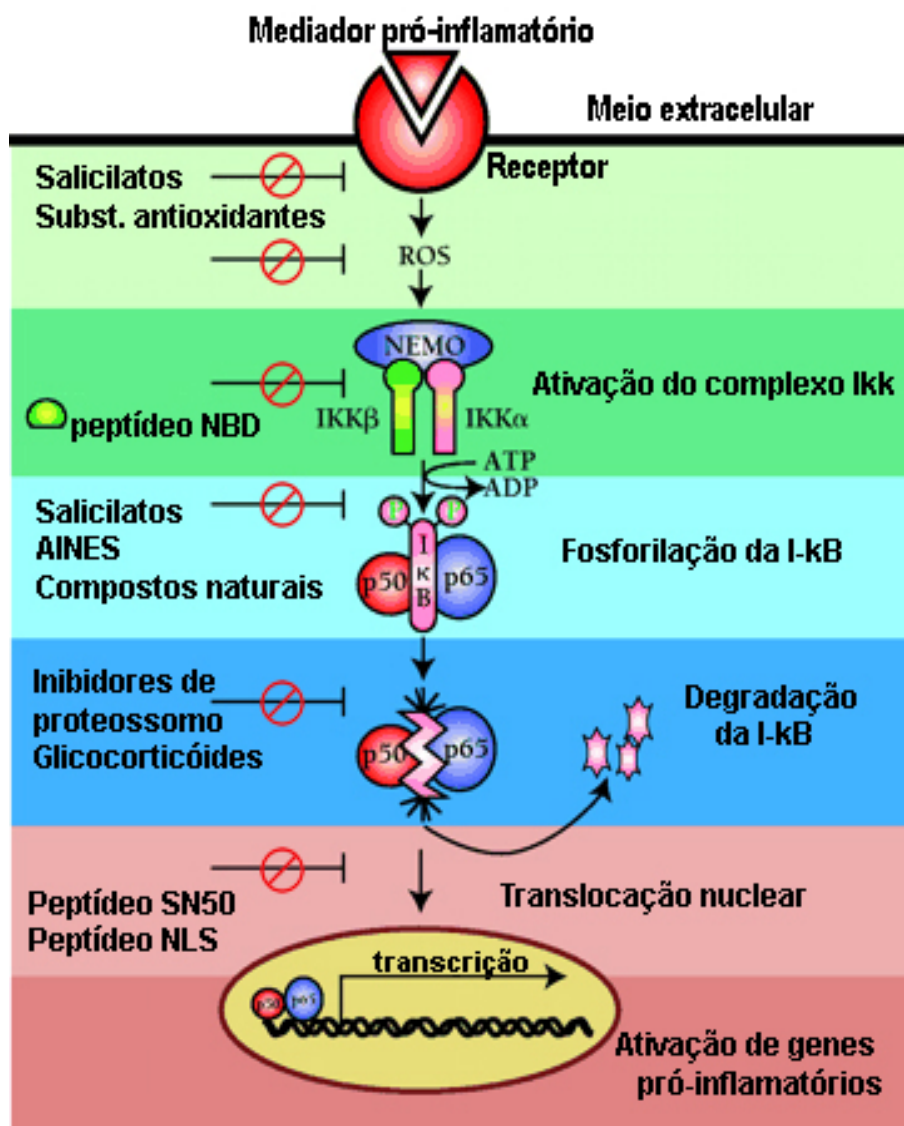 Mediador pró-inflamatório
Meio extracelular
Receptor
Salicilatos
Subst. antioxidantes
ROS
NEMO
Ativação do complexo Ikk
peptídeo NBD
IKKβ
IKKα
ATP
ADP
Salicilatos
AINES
Compostos naturais
P
P
I
κ
B
p50
p65
Fosforilação da I-kB
Inibidores de
proteossomo
Glicocorticóides
p50
p65
Degradação
da I-kB
Peptídeo SN50
Peptídeo NLS
Translocação nuclear
transcrição
p50
p65
Ativação de genes
pró-inflamatórios